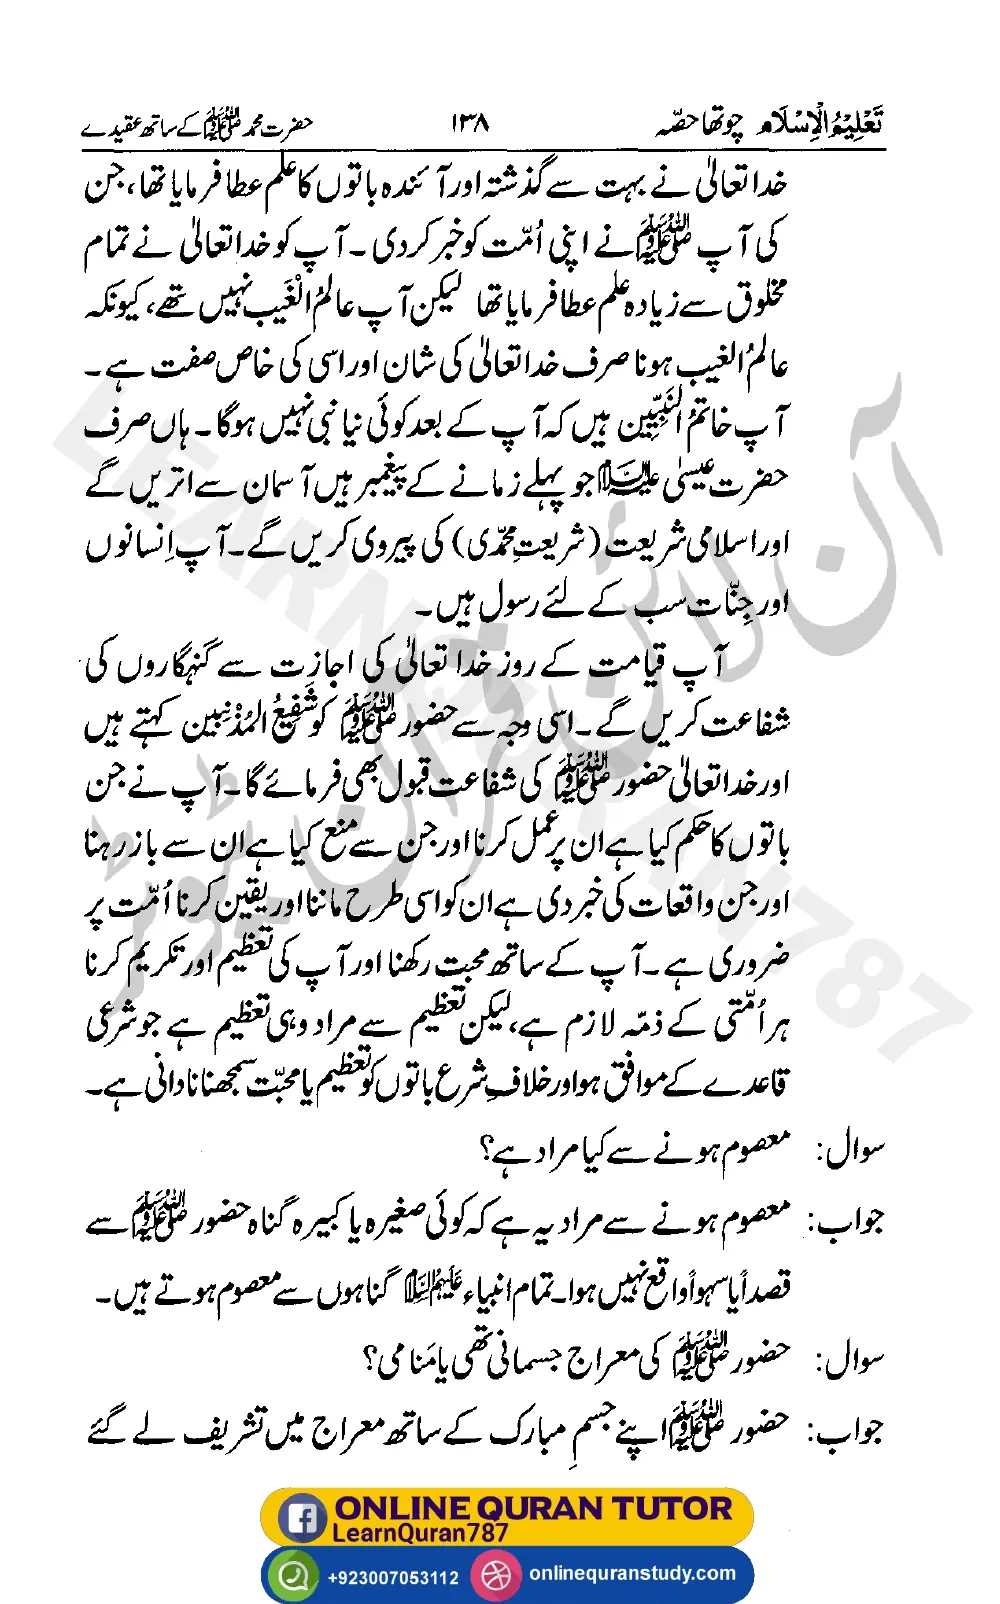 تَعْلِیْمُ الْاِسْلَام چوتھا حصّہ ۱۳۸ حضرت محمد ﷺ کے ساتھ عقیدے
خدا تعالیٰ نے بہت سے گذشتہ اور آئندہ باتوں کا علم عطا فرمایا تھا، جن
کی آپ ﷺ نے اپنی اُمّت کو خبر کردی ۔ آپ کو خدا تعالیٰ نے تمام
مخلوق سے زیادہ علم عطا فرمایا تھا لیکن آپ عالمُ الْغَیب نہیں تھے، کیونکہ
عالمُ الغیب ہونا صرف خدا تعالیٰ کی شان اور اسی کی خاص صفت ہے ۔
آپ خاتمُ النَّبِیّین ہیں کہ آپ کے بعد کوئی نیا نبی نہیں ہوگا ۔ ہاں صرف
حضرت عیسیٰ علیہ السلام جو پہلے زمانے کے پیغمبر ہیں آسمان سے اتریں گے
اور اسلامی شریعت (شریعتِ محمّدی) کی پیروی کریں گے ۔ آپ اِنسانوں
اور جِنّات سب کے لئے رسول ہیں ۔
آپ قیامت کے روز خدا تعالیٰ کی اجازت سے گنہگاروں کی
شفاعت کریں گے ۔ اسی وجہ سے حضور ﷺ کو شَفِیْعُ الْمُذْنِبِین کہتے ہیں
اور خدا تعالیٰ حضور ﷺ کی شفاعت قبول بھی فرمائے گا ۔ آپ نے جن
باتوں کا حکم کیا ہے ان پر عمل کرنا اور جن سے منع کیا ہے ان سے باز رہنا
اور جن واقعات کی خبر دی ہے ان کو اسی طرح ماننا اور یقین کرنا اُمّت پر
ضروری ہے ۔ آپ کے ساتھ محبت رکھنا اور آپ کی تعظیم اور تکریم کرنا
ہر اُمّتی کے ذمّہ لازم ہے، لیکن تعظیم سے مراد وہی تعظیم ہے جو شرعی
قاعدے کے موافق ہو اور خلافِ شرع باتوں کو تعظیم یا محبّت سمجھنا نادانی ہے ۔
سوال: معصوم ہونے سے کیا مراد ہے؟
جواب: معصوم ہونے سے مراد یہ ہے کہ کوئی صغیرہ یا کبیرہ گناہ حضور ﷺ سے
قصداً یا سہواً واقع نہیں ہوا ۔ تمام انبیاء علیہم السلام گناہوں سے معصوم ہوتے ہیں ۔
سوال: حضور ﷺ کی معراج جسمانی تھی یا مَنامی؟
جواب: حضور ﷺ اپنے جسمِ مبارک کے ساتھ معراج میں تشریف لے گئے
آن لائن قرآن ٹیوٹر
LEARNQURAN787
ONLINE QURAN TUTOR
LearnQuran787
+923007053112 onlinequranstudy.com